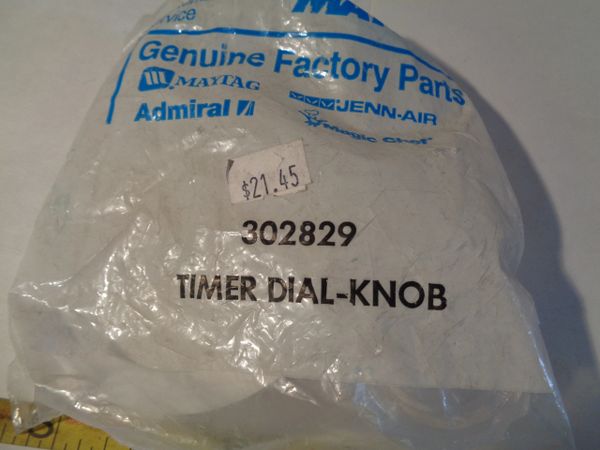 Genuine Factory Parts
MAYTAG
JENN-AIR
Admiral
Magic Chef
$21.45
302829
TIMER DIAL-KNOB